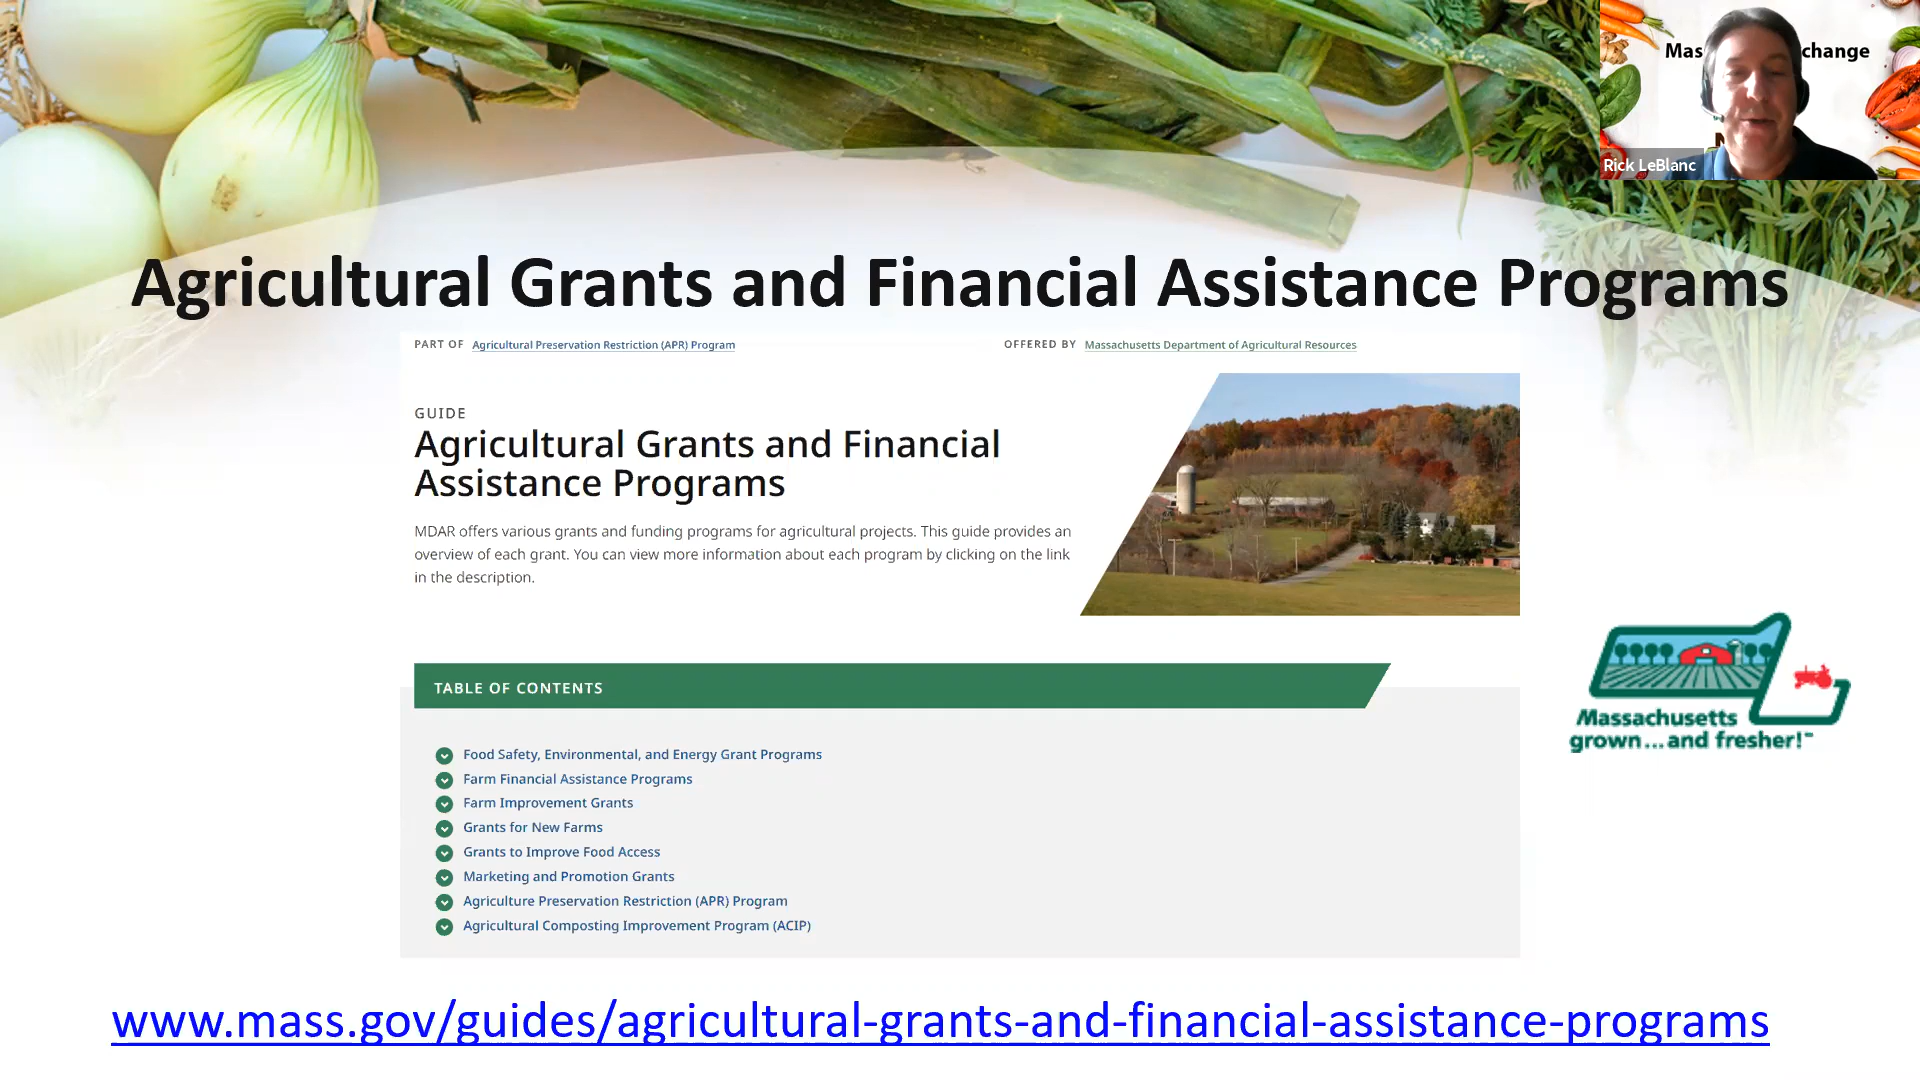 Mas change
Rick LeBlanc
Agricultural Grants and Financial Assistance Programs
PART OF Agricultural Preservation Restriction (APR) Program
OFFERED BY Massachusetts Department of Agricultural Resources
GUIDE
Agricultural Grants and Financial
Assistance Programs
MDAR offers various grants and funding programs for agricultural projects. This guide provides an
overview of each grant. You can view more information about each program by clicking on the link
in the description.
TABLE OF CONTENTS
Food Safety, Environmental, and Energy Grant Programs
Farm Financial Assistance Programs
Farm Improvement Grants
Grants for New Farms
Grants to Improve Food Access
Marketing and Promotion Grants
Agriculture Preservation Restriction (APR) Program
Agricultural Composting Improvement Program (ACIP)
Massachusetts
grown...and fresher!™
www.mass.gov/guides/agricultural-grants-and-financial-assistance-programs